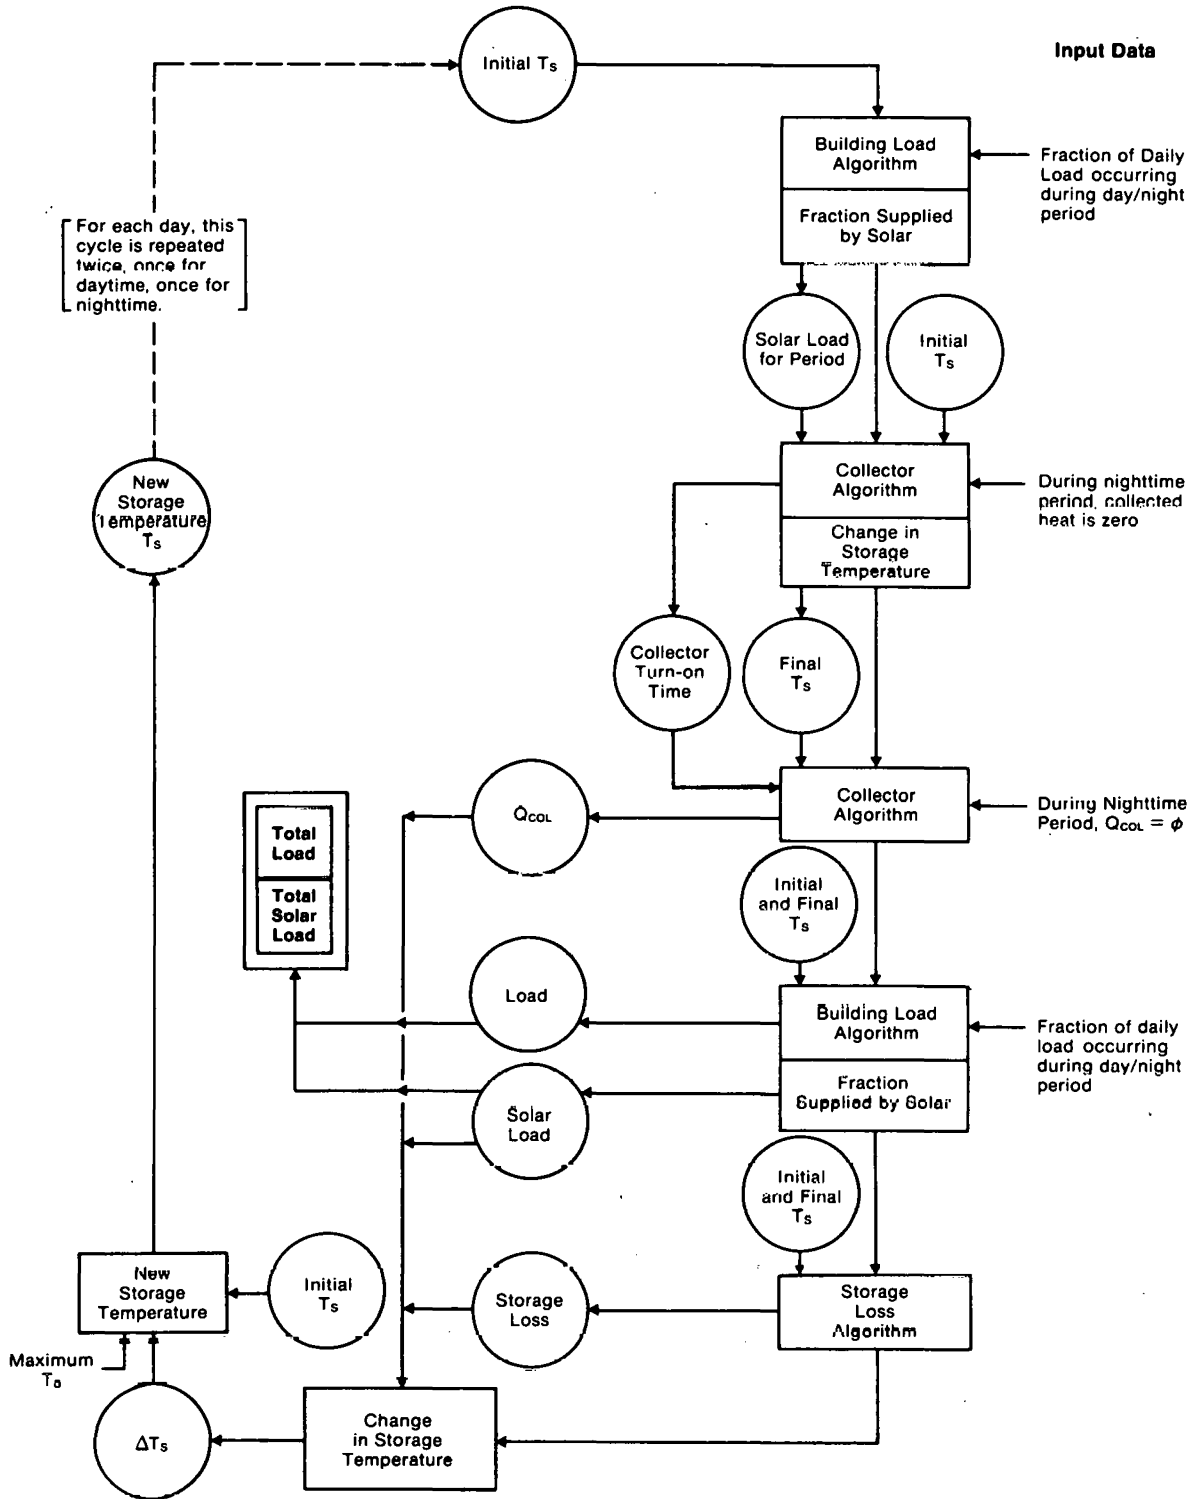 Input Data
Initial Ts
Building Load
Algorithm
Fraction Supplied
by Solar
Fraction of Daily
Load occurring
during day/night
period
For each day, this
cycle is repeated
twice, once for
daytime, once for
nighttime.
Solar Load
for Period
Initial
Ts
New
Storage
Temperature
Ts
Collector
Algorithm
Change in
Storage
Temperature
During nighttime
period, collected
heat is zero
Collector
Turn-on
Time
Final
Ts
QCOL
Collector
Algorithm
During Nighttime
Period, QCOL = ϕ
Total
Load
Total
Solar
Load
Initial
and Final
Ts
Load
Building Load
Algorithm
Fraction
Supplied by Solar
Fraction of daily
load occurring
during day/night
period
Solar
Load
Initial
and Final
Ts
New
Storage
Temperature
Initial
Ts
Storage
Loss
Storage
Loss
Algorithm
Maximum
Ts
ΔTs
Change
in Storage
Temperature